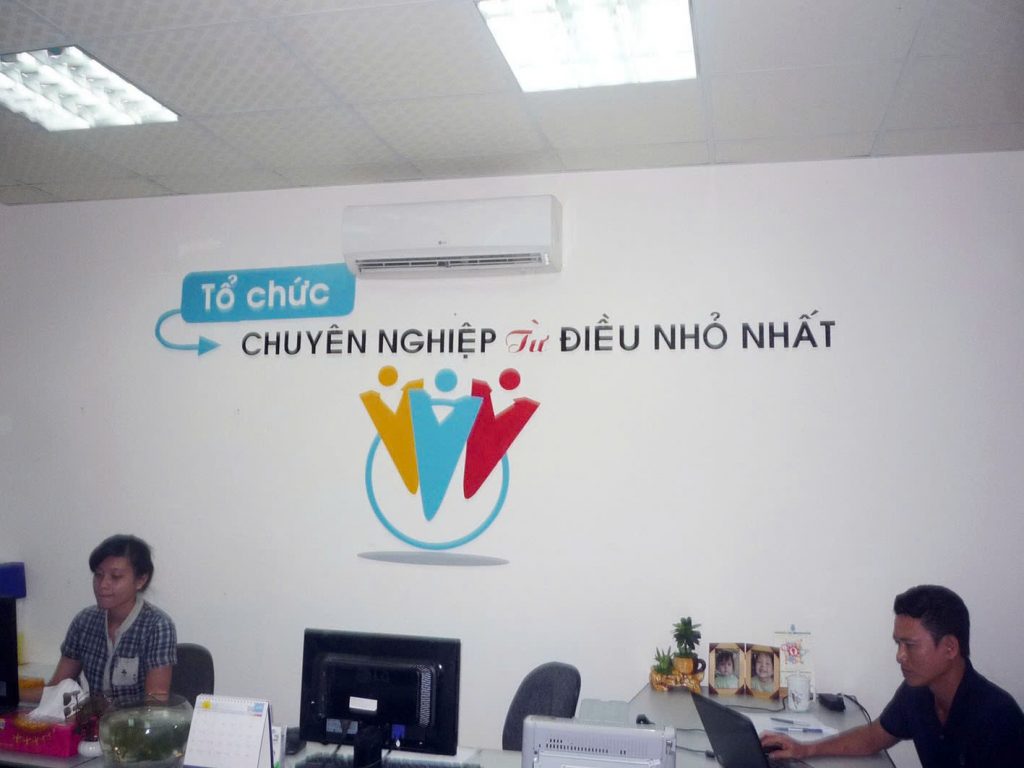 Tổ chức
CHUYÊN NGHIỆP Từ ĐIỀU NHỎ NHẤT